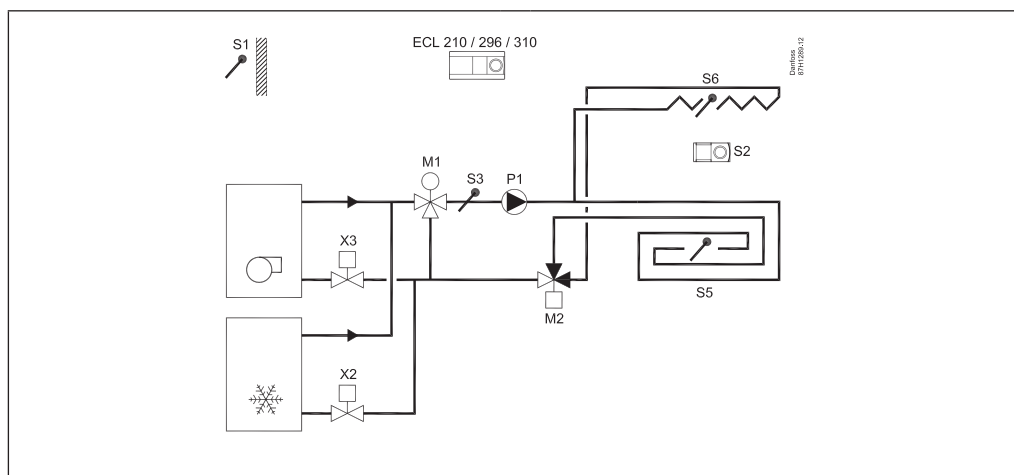 S1
ECL 210 / 296 / 310
Danfoss
87H1289.12
S6
S2
M1
S3
P1
X3
S5
M2
X2